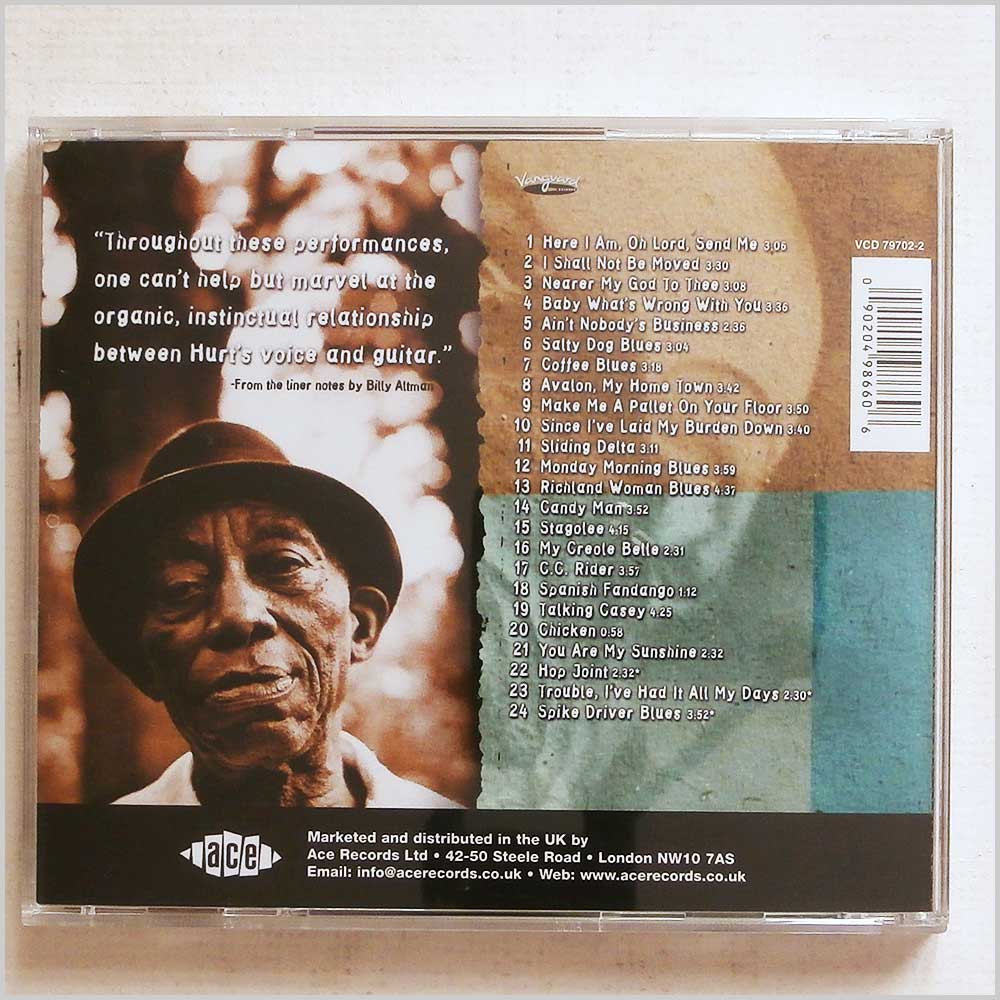 “Throughout these performances,
one can’t help but marvel at the
organic, instinctual relationship
between Hurt’s voice and guitar.”
-From the liner notes by Billy Altman
Vanguard
1 Here I Am, Oh Lord, Send Me 3:06
2 I Shall Not Be Moved 3:30
3 Nearer My God To Thee 3:08
4 Baby What’s Wrong With You 3:36
5 Ain’t Nobody’s Business 2:36
6 Salty Dog Blues 3:04
7 Coffee Blues 3:18
8 Avalon, My Home Town 3:42
9 Make Me A Pallet On Your Floor 3:50
10 Since I’ve Laid My Burden Down 3:40
11 Sliding Delta 3:11
12 Monday Morning Blues 3:59
13 Richland Woman Blues 4:37
14 Candy Man 3:52
15 Stagolee 4:15
16 My Creole Belle 2:31
17 C.C. Rider 3:57
18 Spanish Fandango 1:12
19 Talking Casey 4:25
20 Chicken 0:58
21 You Are My Sunshine 2:32
22 Hop Joint 2:32*
23 Trouble, I’ve Had It All My Days 2:30*
24 Spike Driver Blues 3:52*
VCD 79702-2
0 90204 98660 6
ace
Marketed and distributed in the UK by
Ace Records Ltd • 42-50 Steele Road • London NW10 7AS
Email: info@acerecords.co.uk • Web: www.acerecords.co.uk